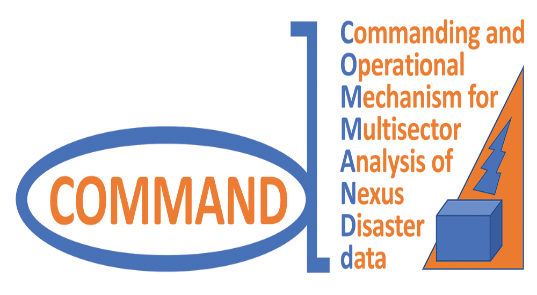 COMMAND
Commanding and
Operational
Mechanism for
Multisector
Analysis of
Nexus
Disaster
data